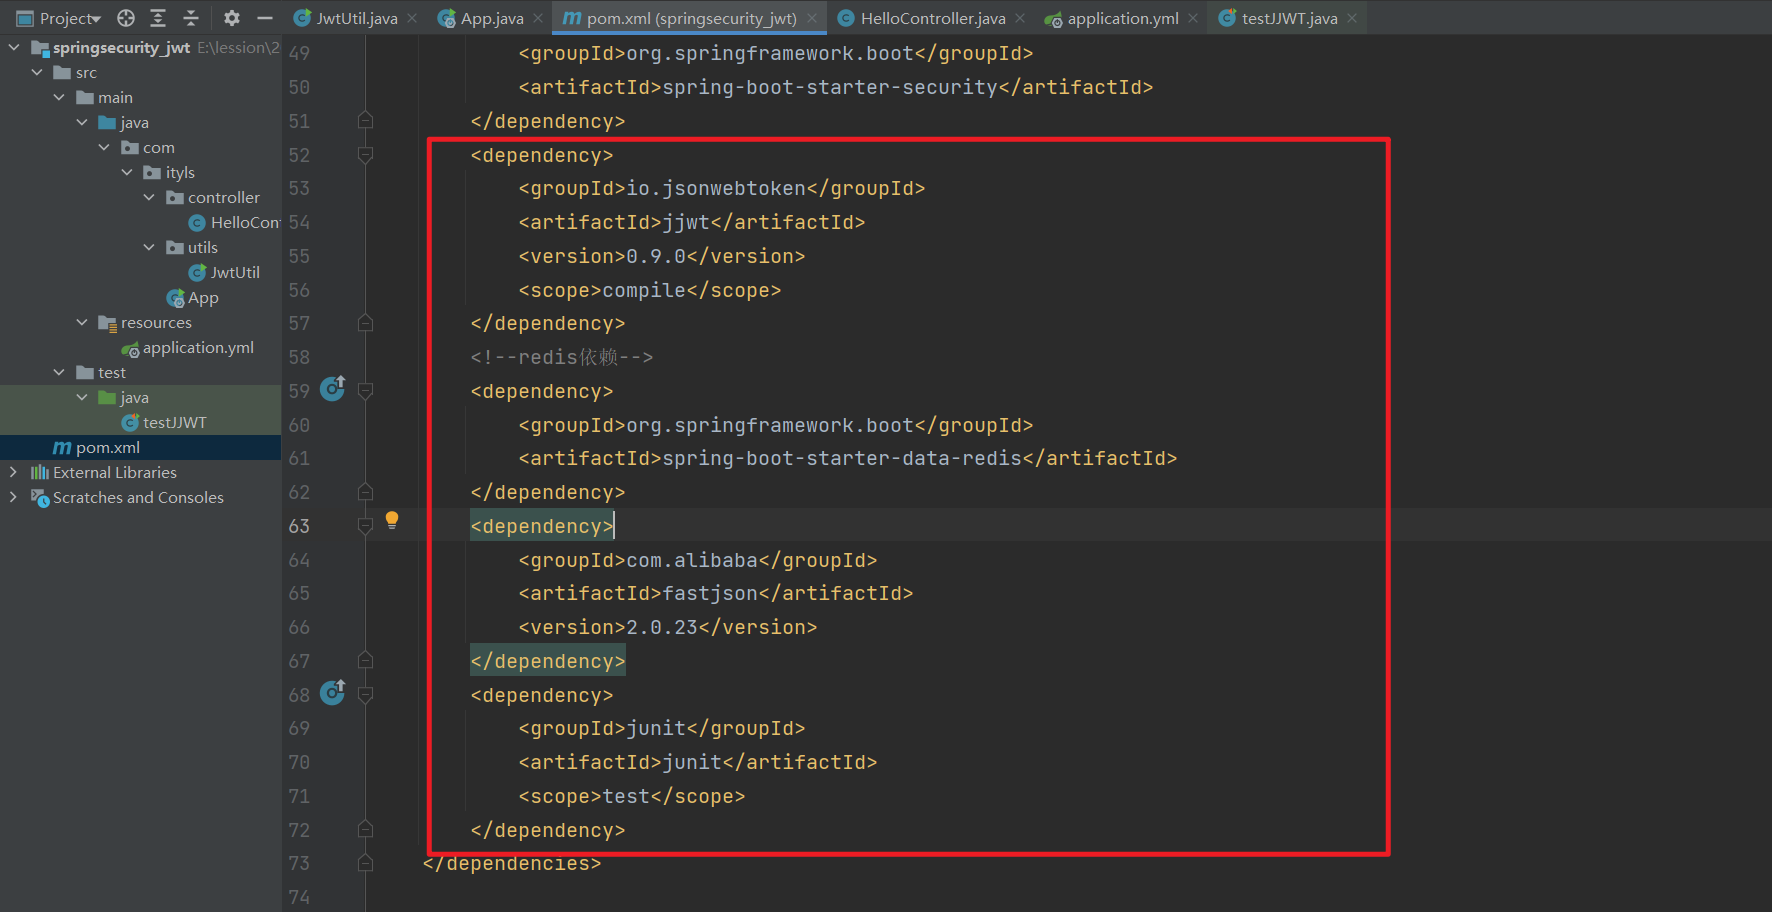 Project
JwtUtil.java
App.java
pom.xml (springsecurity_jwt)
HelloController.java
application.yml
testJJWT.java
springsecurity_jwt E:\lession\2
src
main
java
com
ityls
controller
HelloCont
utils
JwtUtil
App
resources
application.yml
test
java
testJJWT
pom.xml
External Libraries
Scratches and Consoles
49 <groupId>org.springframework.boot</groupId>
50 <artifactId>spring-boot-starter-security</artifactId>
51 </dependency>
52 <dependency>
53 <groupId>io.jsonwebtoken</groupId>
54 <artifactId>jjwt</artifactId>
55 <version>0.9.0</version>
56 <scope>compile</scope>
57 </dependency>
58 <!--redis依赖-->
59 <dependency>
60 <groupId>org.springframework.boot</groupId>
61 <artifactId>spring-boot-starter-data-redis</artifactId>
62 </dependency>
63 <dependency>
64 <groupId>com.alibaba</groupId>
65 <artifactId>fastjson</artifactId>
66 <version>2.0.23</version>
67 </dependency>
68 <dependency>
69 <groupId>junit</groupId>
70 <artifactId>junit</artifactId>
71 <scope>test</scope>
72 </dependency>
73 </dependencies>
74